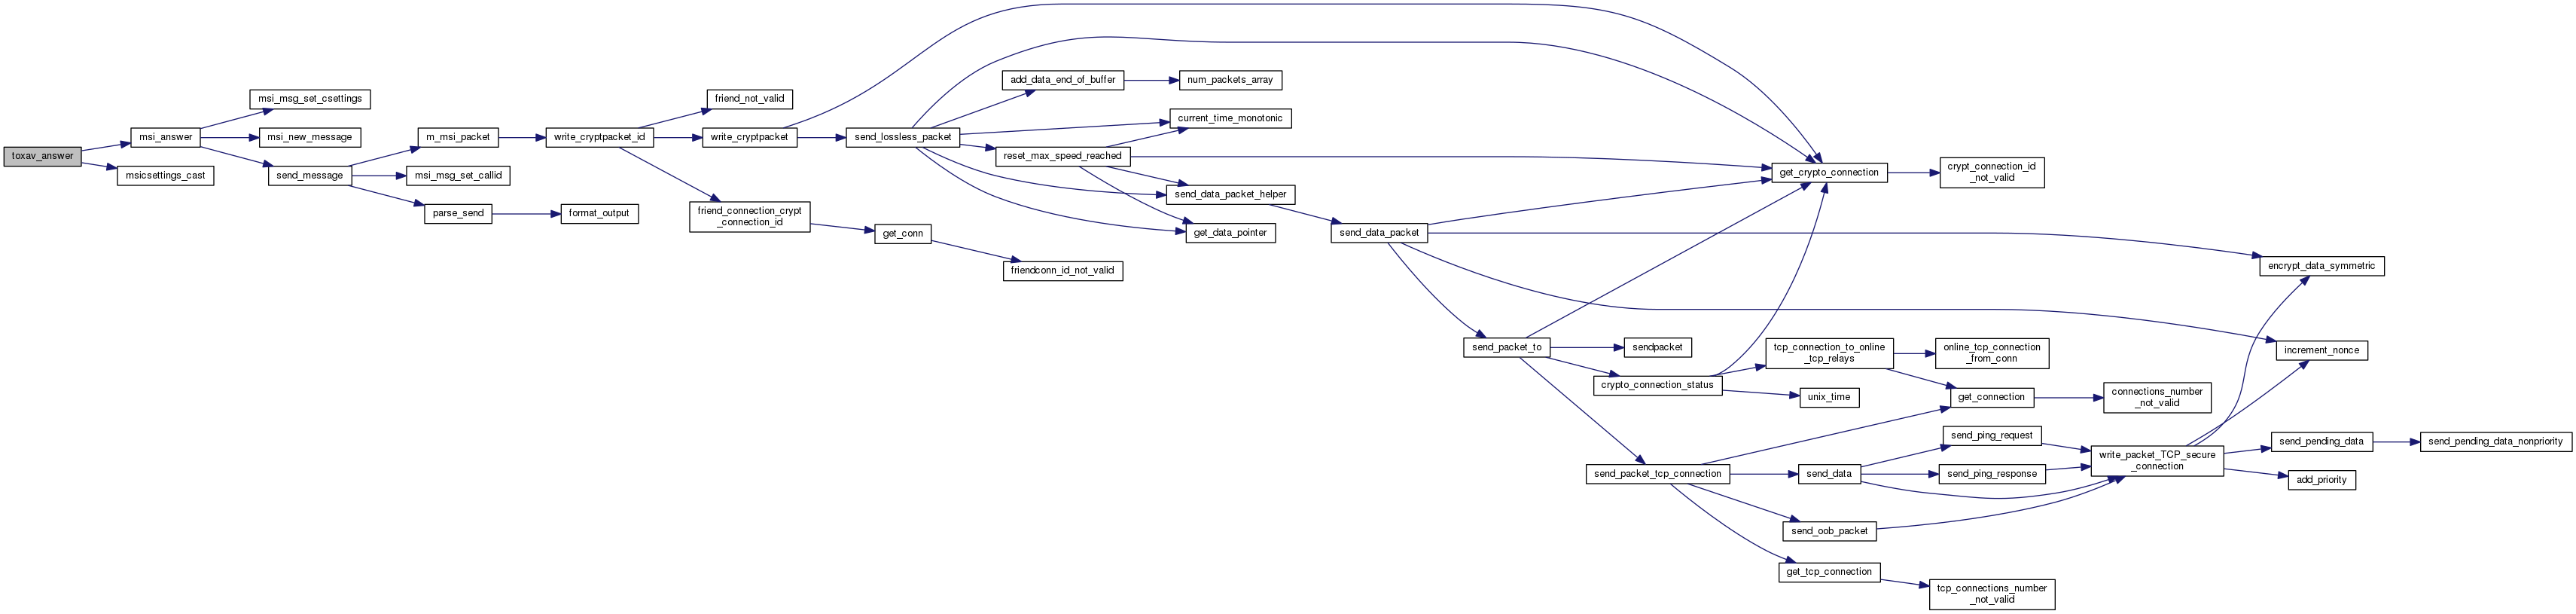 toxav_answer
msi_answer
msicsettings_cast
msi_msg_set_csettings
msi_new_message
send_message
m_msi_packet
msi_msg_set_callid
parse_send
format_output
write_cryptpacket_id
friend_not_valid
write_cryptpacket
friend_connection_crypt
_connection_id
get_conn
friendconn_id_not_valid
send_lossless_packet
add_data_end_of_buffer
num_packets_array
current_time_monotonic
reset_max_speed_reached
send_data_packet_helper
get_data_pointer
send_data_packet
get_crypto_connection
crypt_connection_id
_not_valid
encrypt_data_symmetric
increment_nonce
send_packet_to
sendpacket
crypto_connection_status
tcp_connection_to_online
_tcp_relays
online_tcp_connection
_from_conn
unix_time
get_connection
connections_number
_not_valid
send_packet_tcp_connection
send_data
send_ping_request
send_ping_response
write_packet_TCP_secure
_connection
send_pending_data
send_pending_data_nonpriority
add_priority
send_oob_packet
get_tcp_connection
tcp_connections_number
_not_valid